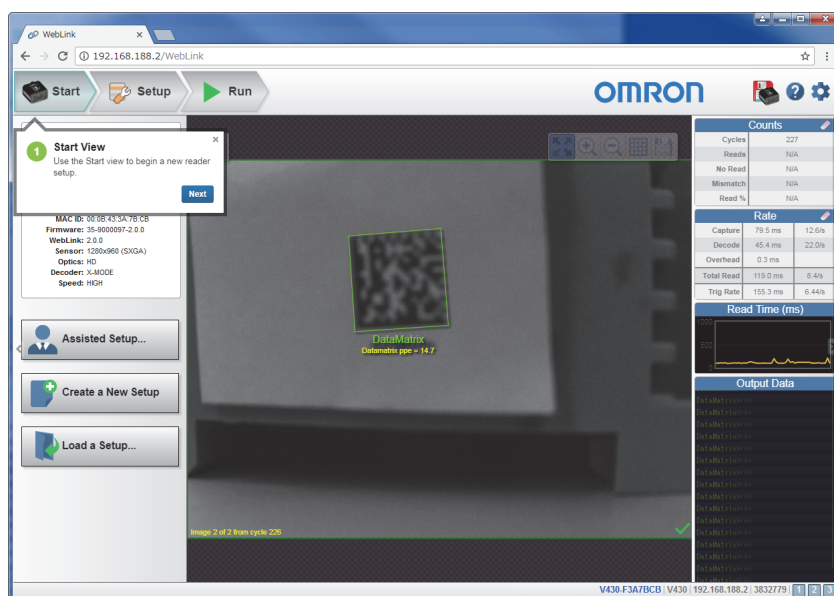 WebLink
192.168.188.2/WebLink
Start
Setup
Run
OMRON
1
Start View
Use the Start view to begin a new reader
setup.
Next
MAC ID: 00:0B:43:3A:7B:CB
Firmware: 35-9000097-2.0.0
WebLink: 2.0.0
Sensor: 1280x960 (SXGA)
Optics: HD
Decoder: X-MODE
Speed: HIGH
Assisted Setup...
Create a New Setup
Load a Setup...
DataMatrix
Datamatrix ppe = 14.7
Image 2 of 2 from cycle 226
Counts
Cycles 227
Reads N/A
No Read N/A
Mismatch N/A
Read % N/A
Rate
Capture 79.5 ms 12.6/s
Decode 45.4 ms 22.0/s
Overhead 0.3 ms
Total Read 119.0 ms 8.4/s
Trig Rate 155.3 ms 6.44/s
Read Time (ms)
1000
500
0
Output Data
V430-F3A7BCB | V430 | 192.168.188.2 | 3832779 | 1 2 3